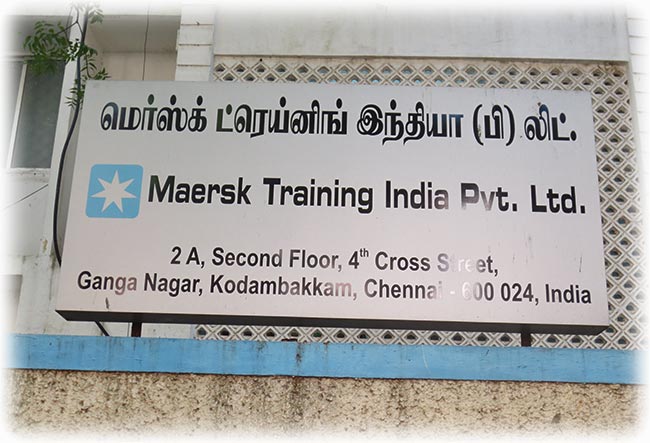 மெர்ஸ்க் ட்ரெய்னிங் இந்தியா (பி) லிட்.
Maersk Training India Pvt. Ltd.
2 A, Second Floor, 4th Cross Street,
Ganga Nagar, Kodambakkam, Chennai - 600 024, India